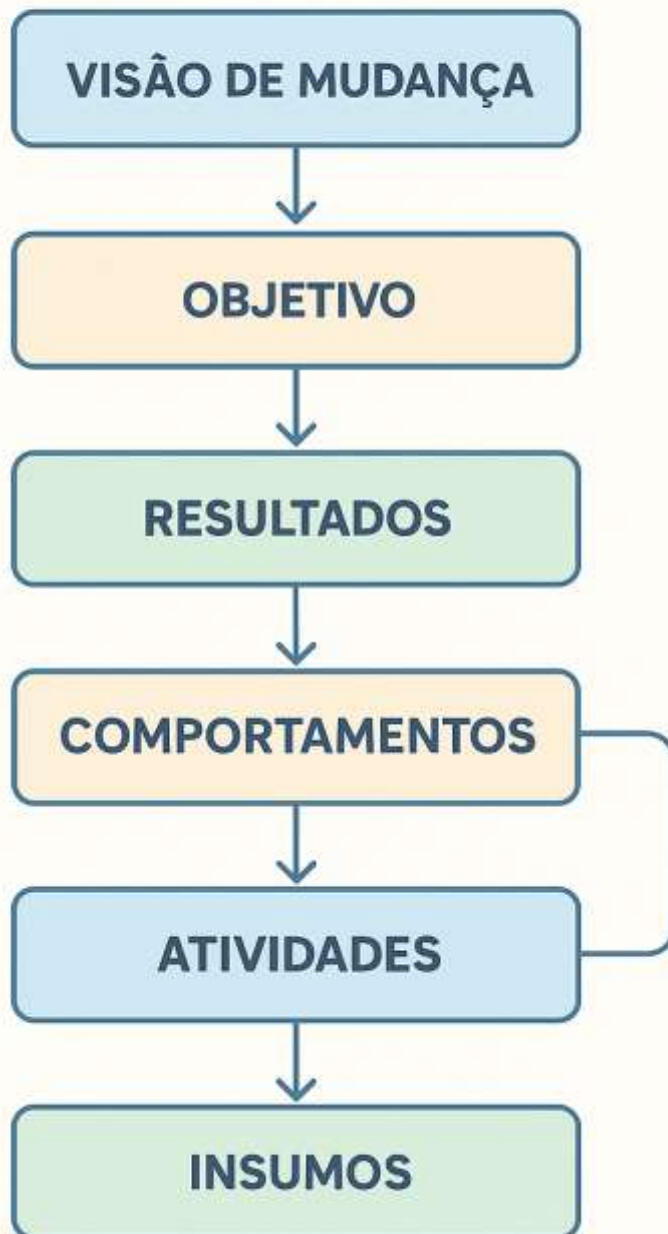 VISÃO DE MUDANÇA
OBJETIVO
RESULTADOS
COMPORTAMENTOS
ATIVIDADES
INSUMOS